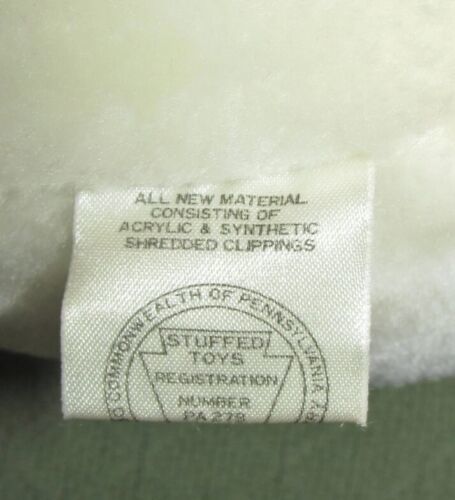 ALL NEW MATERIAL
CONSISTING OF
ACRYLIC & SYNTHETIC
SHREDDED CLIPPINGS
COMMONWEALTH OF PENNSYLVANIA
STUFFED
TOYS
REGISTRATION
NUMBER
PA 278